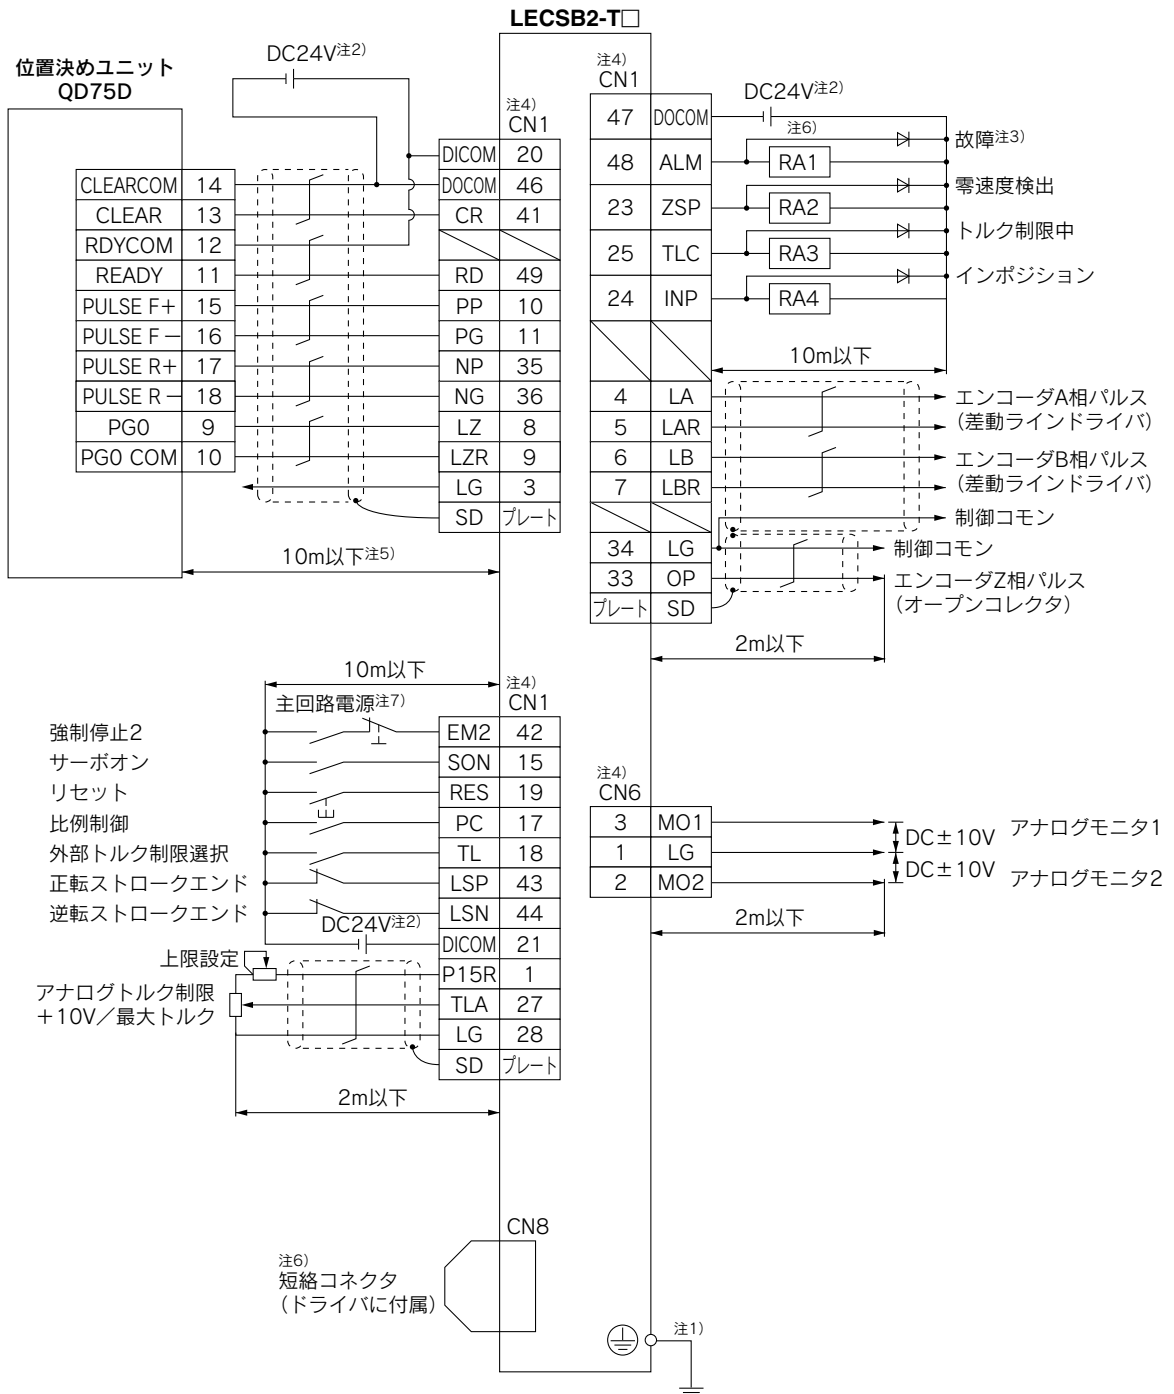 LECSB2-T□
位置決めユニット
QD75D
DC24V注2)
注4)
CN1
DICOM 20
CLEARCOM 14 DOCOM 46
CLEAR 13 CR 41
RDYCOM 12
READY 11 RD 49
PULSE F＋ 15 PP 10
PULSE F－ 16 PG 11
PULSE R＋ 17 NP 35
PULSE R－ 18 NG 36
PG0 9 LZ 8
PG0 COM 10 LZR 9
LG 3
SD プレート
10m以下注5)
注4)
CN1
DC24V注2)
47 DOCOM
注6)
48 ALM RA1 故障注3)
23 ZSP RA2 零速度検出
25 TLC RA3 トルク制限中
24 INP RA4 インポジション
10m以下
4 LA エンコーダA相パルス
5 LAR （差動ラインドライバ）
6 LB エンコーダB相パルス
7 LBR （差動ラインドライバ）
制御コモン
34 LG 制御コモン
33 OP エンコーダZ相パルス
プレート SD （オープンコレクタ）
2m以下
10m以下
注4)
CN1
主回路電源注7)
強制停止2 EM2 42
サーボオン SON 15
リセット RES 19
比例制御 PC 17
外部トルク制限選択 TL 18
正転ストロークエンド LSP 43
逆転ストロークエンド LSN 44
DC24V注2)
DICOM 21
上限設定
P15R 1
アナログトルク制限 TLA 27
＋10V／最大トルク
LG 28
SD プレート
2m以下
注4)
CN6
3 MO1 アナログモニタ1
DC±10V
1 LG
DC±10V
2 MO2 アナログモニタ2
2m以下
CN8
注6)
短絡コネクタ
（ドライバに付属）
注1)